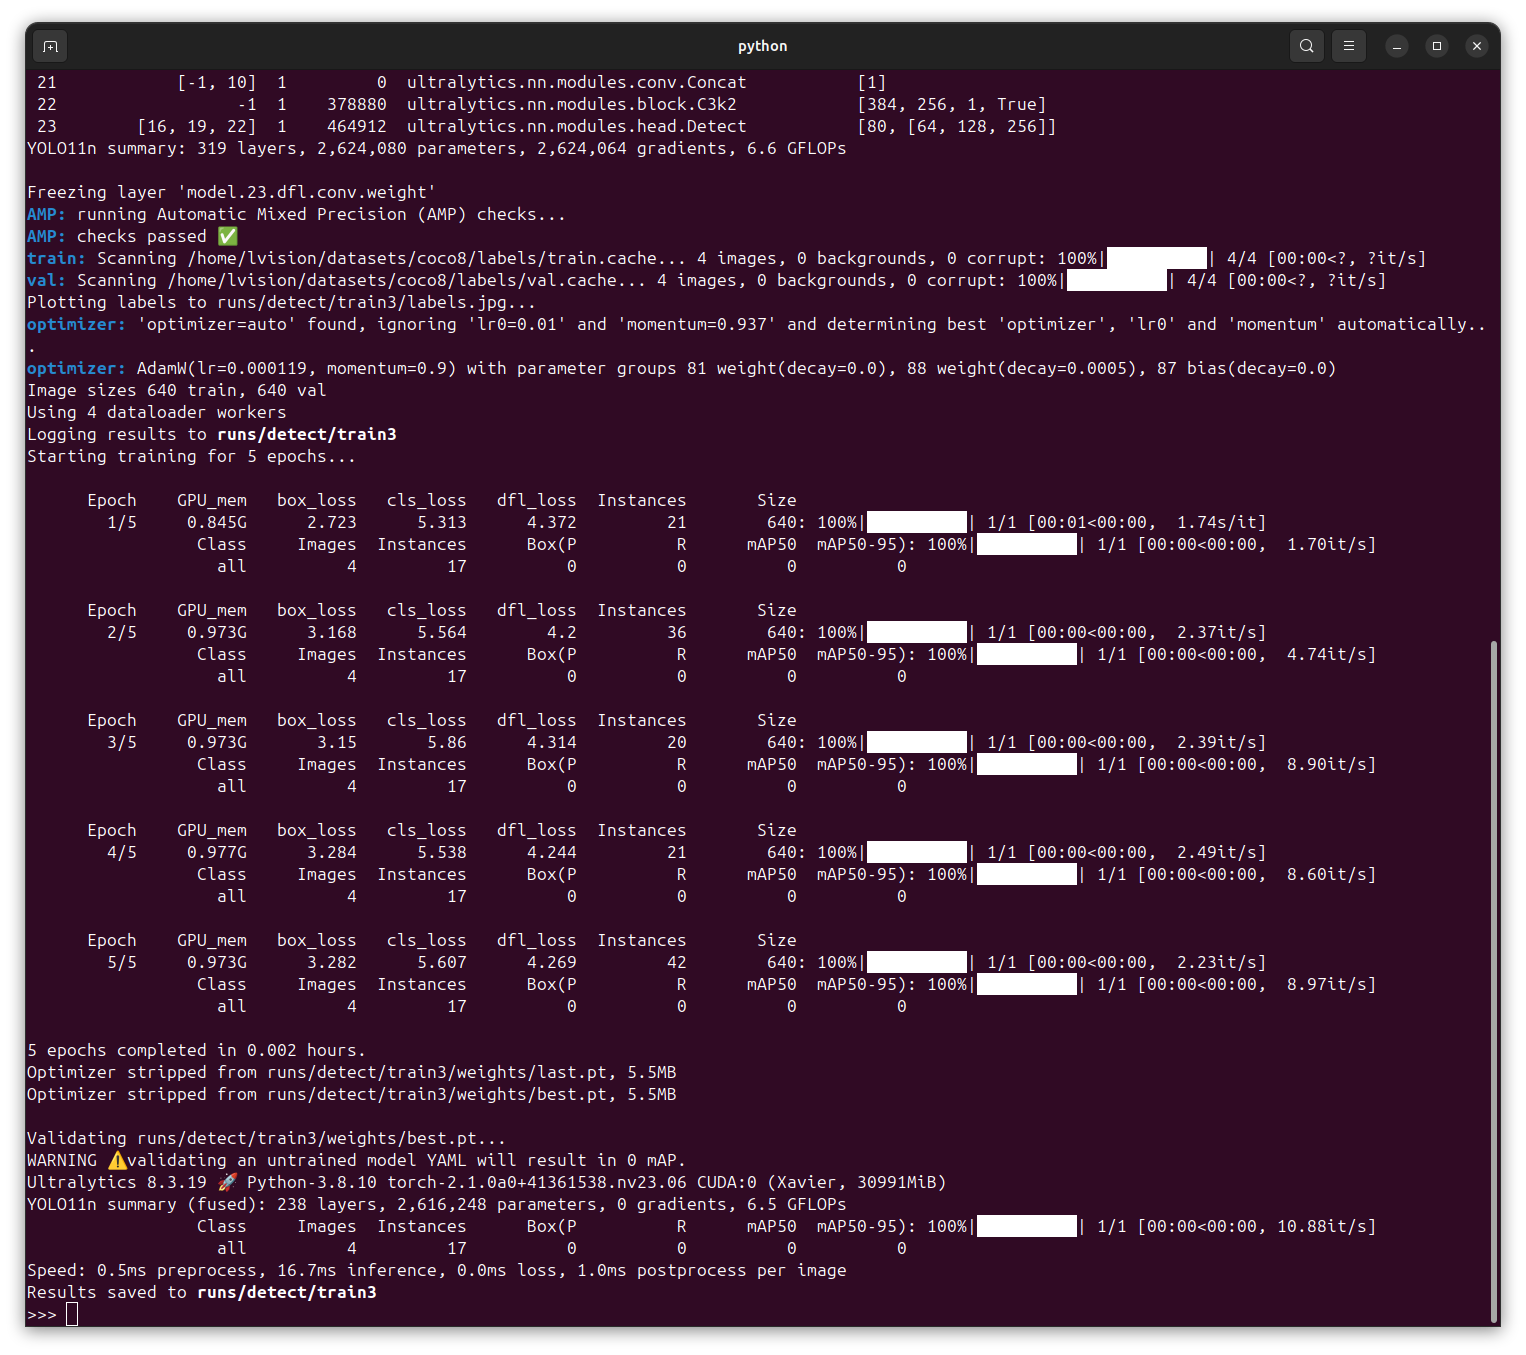 python
21 [-1, 10] 1 0 ultralytics.nn.modules.conv.Concat [1]
22 -1 1 378880 ultralytics.nn.modules.block.C3k2 [384, 256, 1, True]
23 [16, 19, 22] 1 464912 ultralytics.nn.modules.head.Detect [80, [64, 128, 256]]
YOLO11n summary: 319 layers, 2,624,080 parameters, 2,624,064 gradients, 6.6 GFLOPs
Freezing layer 'model.23.dfl.conv.weight'
AMP: running Automatic Mixed Precision (AMP) checks...
AMP: checks passed ✅
train: Scanning /home/lvision/datasets/coco8/labels/train.cache... 4 images, 0 backgrounds, 0 corrupt: 100%|██████████| 4/4 [00:00<?, ?it/s]
val: Scanning /home/lvision/datasets/coco8/labels/val.cache... 4 images, 0 backgrounds, 0 corrupt: 100%|██████████| 4/4 [00:00<?, ?it/s]
Plotting labels to runs/detect/train3/labels.jpg...
optimizer: 'optimizer=auto' found, ignoring 'lr0=0.01' and 'momentum=0.937' and determining best 'optimizer', 'lr0' and 'momentum' automatically..
.
optimizer: AdamW(lr=0.000119, momentum=0.9) with parameter groups 81 weight(decay=0.0), 88 weight(decay=0.0005), 87 bias(decay=0.0)
Image sizes 640 train, 640 val
Using 4 dataloader workers
Logging results to runs/detect/train3
Starting training for 5 epochs...
Epoch GPU_mem box_loss cls_loss dfl_loss Instances Size
1/5 0.845G 2.723 5.313 4.372 21 640: 100%|██████████| 1/1 [00:01<00:00, 1.74s/it]
Class Images Instances Box(P R mAP50 mAP50-95): 100%|██████████| 1/1 [00:00<00:00, 1.70it/s]
all 4 17 0 0 0 0
Epoch GPU_mem box_loss cls_loss dfl_loss Instances Size
2/5 0.973G 3.168 5.564 4.2 36 640: 100%|██████████| 1/1 [00:00<00:00, 2.37it/s]
Class Images Instances Box(P R mAP50 mAP50-95): 100%|██████████| 1/1 [00:00<00:00, 4.74it/s]
all 4 17 0 0 0 0
Epoch GPU_mem box_loss cls_loss dfl_loss Instances Size
3/5 0.973G 3.15 5.86 4.314 20 640: 100%|██████████| 1/1 [00:00<00:00, 2.39it/s]
Class Images Instances Box(P R mAP50 mAP50-95): 100%|██████████| 1/1 [00:00<00:00, 8.90it/s]
all 4 17 0 0 0 0
Epoch GPU_mem box_loss cls_loss dfl_loss Instances Size
4/5 0.977G 3.284 5.538 4.244 21 640: 100%|██████████| 1/1 [00:00<00:00, 2.49it/s]
Class Images Instances Box(P R mAP50 mAP50-95): 100%|██████████| 1/1 [00:00<00:00, 8.60it/s]
all 4 17 0 0 0 0
Epoch GPU_mem box_loss cls_loss dfl_loss Instances Size
5/5 0.973G 3.282 5.607 4.269 42 640: 100%|██████████| 1/1 [00:00<00:00, 2.23it/s]
Class Images Instances Box(P R mAP50 mAP50-95): 100%|██████████| 1/1 [00:00<00:00, 8.97it/s]
all 4 17 0 0 0 0
5 epochs completed in 0.002 hours.
Optimizer stripped from runs/detect/train3/weights/last.pt, 5.5MB
Optimizer stripped from runs/detect/train3/weights/best.pt, 5.5MB
Validating runs/detect/train3/weights/best.pt...
WARNING ⚠️validating an untrained model YAML will result in 0 mAP.
Ultralytics 8.3.19 🚀 Python-3.8.10 torch-2.1.0a0+41361538.nv23.06 CUDA:0 (Xavier, 30991MiB)
YOLO11n summary (fused): 238 layers, 2,616,248 parameters, 0 gradients, 6.5 GFLOPs
Class Images Instances Box(P R mAP50 mAP50-95): 100%|██████████| 1/1 [00:00<00:00, 10.88it/s]
all 4 17 0 0 0 0
Speed: 0.5ms preprocess, 16.7ms inference, 0.0ms loss, 1.0ms postprocess per image
Results saved to runs/detect/train3
>>>